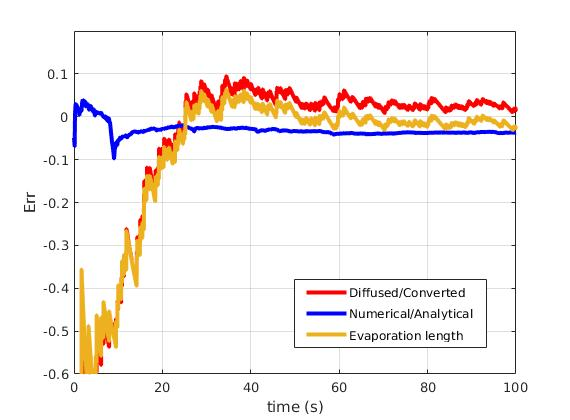 0.1
0
-0.1
-0.2
-0.3
-0.4
-0.5
-0.6
Err
Diffused/Converted
Numerical/Analytical
Evaporation length
0 20 40 60 80 100
time (s)